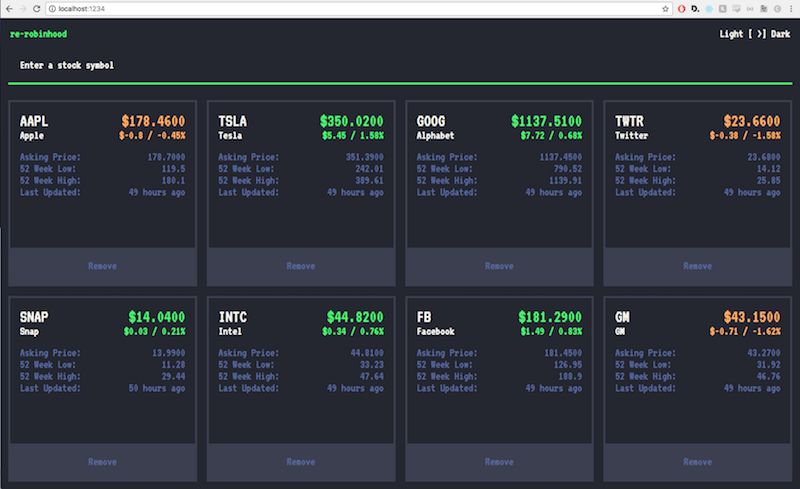 localhost:1234
re-robinhood
Light [ ❯] Dark
Enter a stock symbol
AAPL $178.4600
Apple $-0.8 / -0.45%
Asking Price: 178.7000
52 Week Low: 119.5
52 Week High: 180.1
Last Updated: 49 hours ago
Remove
TSLA $350.0200
Tesla $5.45 / 1.58%
Asking Price: 351.3900
52 Week Low: 242.01
52 Week High: 389.61
Last Updated: 49 hours ago
Remove
GOOG $1137.5100
Alphabet $7.72 / 0.68%
Asking Price: 1137.4500
52 Week Low: 790.52
52 Week High: 1139.91
Last Updated: 49 hours ago
Remove
TWTR $23.6600
Twitter $-0.38 / -1.58%
Asking Price: 23.6800
52 Week Low: 14.12
52 Week High: 25.85
Last Updated: 49 hours ago
Remove
SNAP $14.0400
Snap $0.03 / 0.21%
Asking Price: 13.9900
52 Week Low: 11.28
52 Week High: 29.44
Last Updated: 50 hours ago
Remove
INTC $44.8200
Intel $0.34 / 0.76%
Asking Price: 44.8100
52 Week Low: 33.23
52 Week High: 47.64
Last Updated: 49 hours ago
Remove
FB $181.2900
Facebook $1.49 / 0.83%
Asking Price: 181.4500
52 Week Low: 126.95
52 Week High: 188.9
Last Updated: 49 hours ago
Remove
GM $43.1500
GM $-0.71 / -1.62%
Asking Price: 43.2700
52 Week Low: 31.92
52 Week High: 46.76
Last Updated: 49 hours ago
Remove